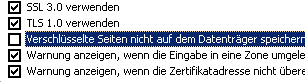 SSL 3.0 verwenden
TLS 1.0 verwenden
Verschlüsselte Seiten nicht auf dem Datenträger speichern
Warnung anzeigen, wenn die Eingabe in eine Zone umgele
Warnung anzeigen, wenn die Zertifikatadresse nicht über